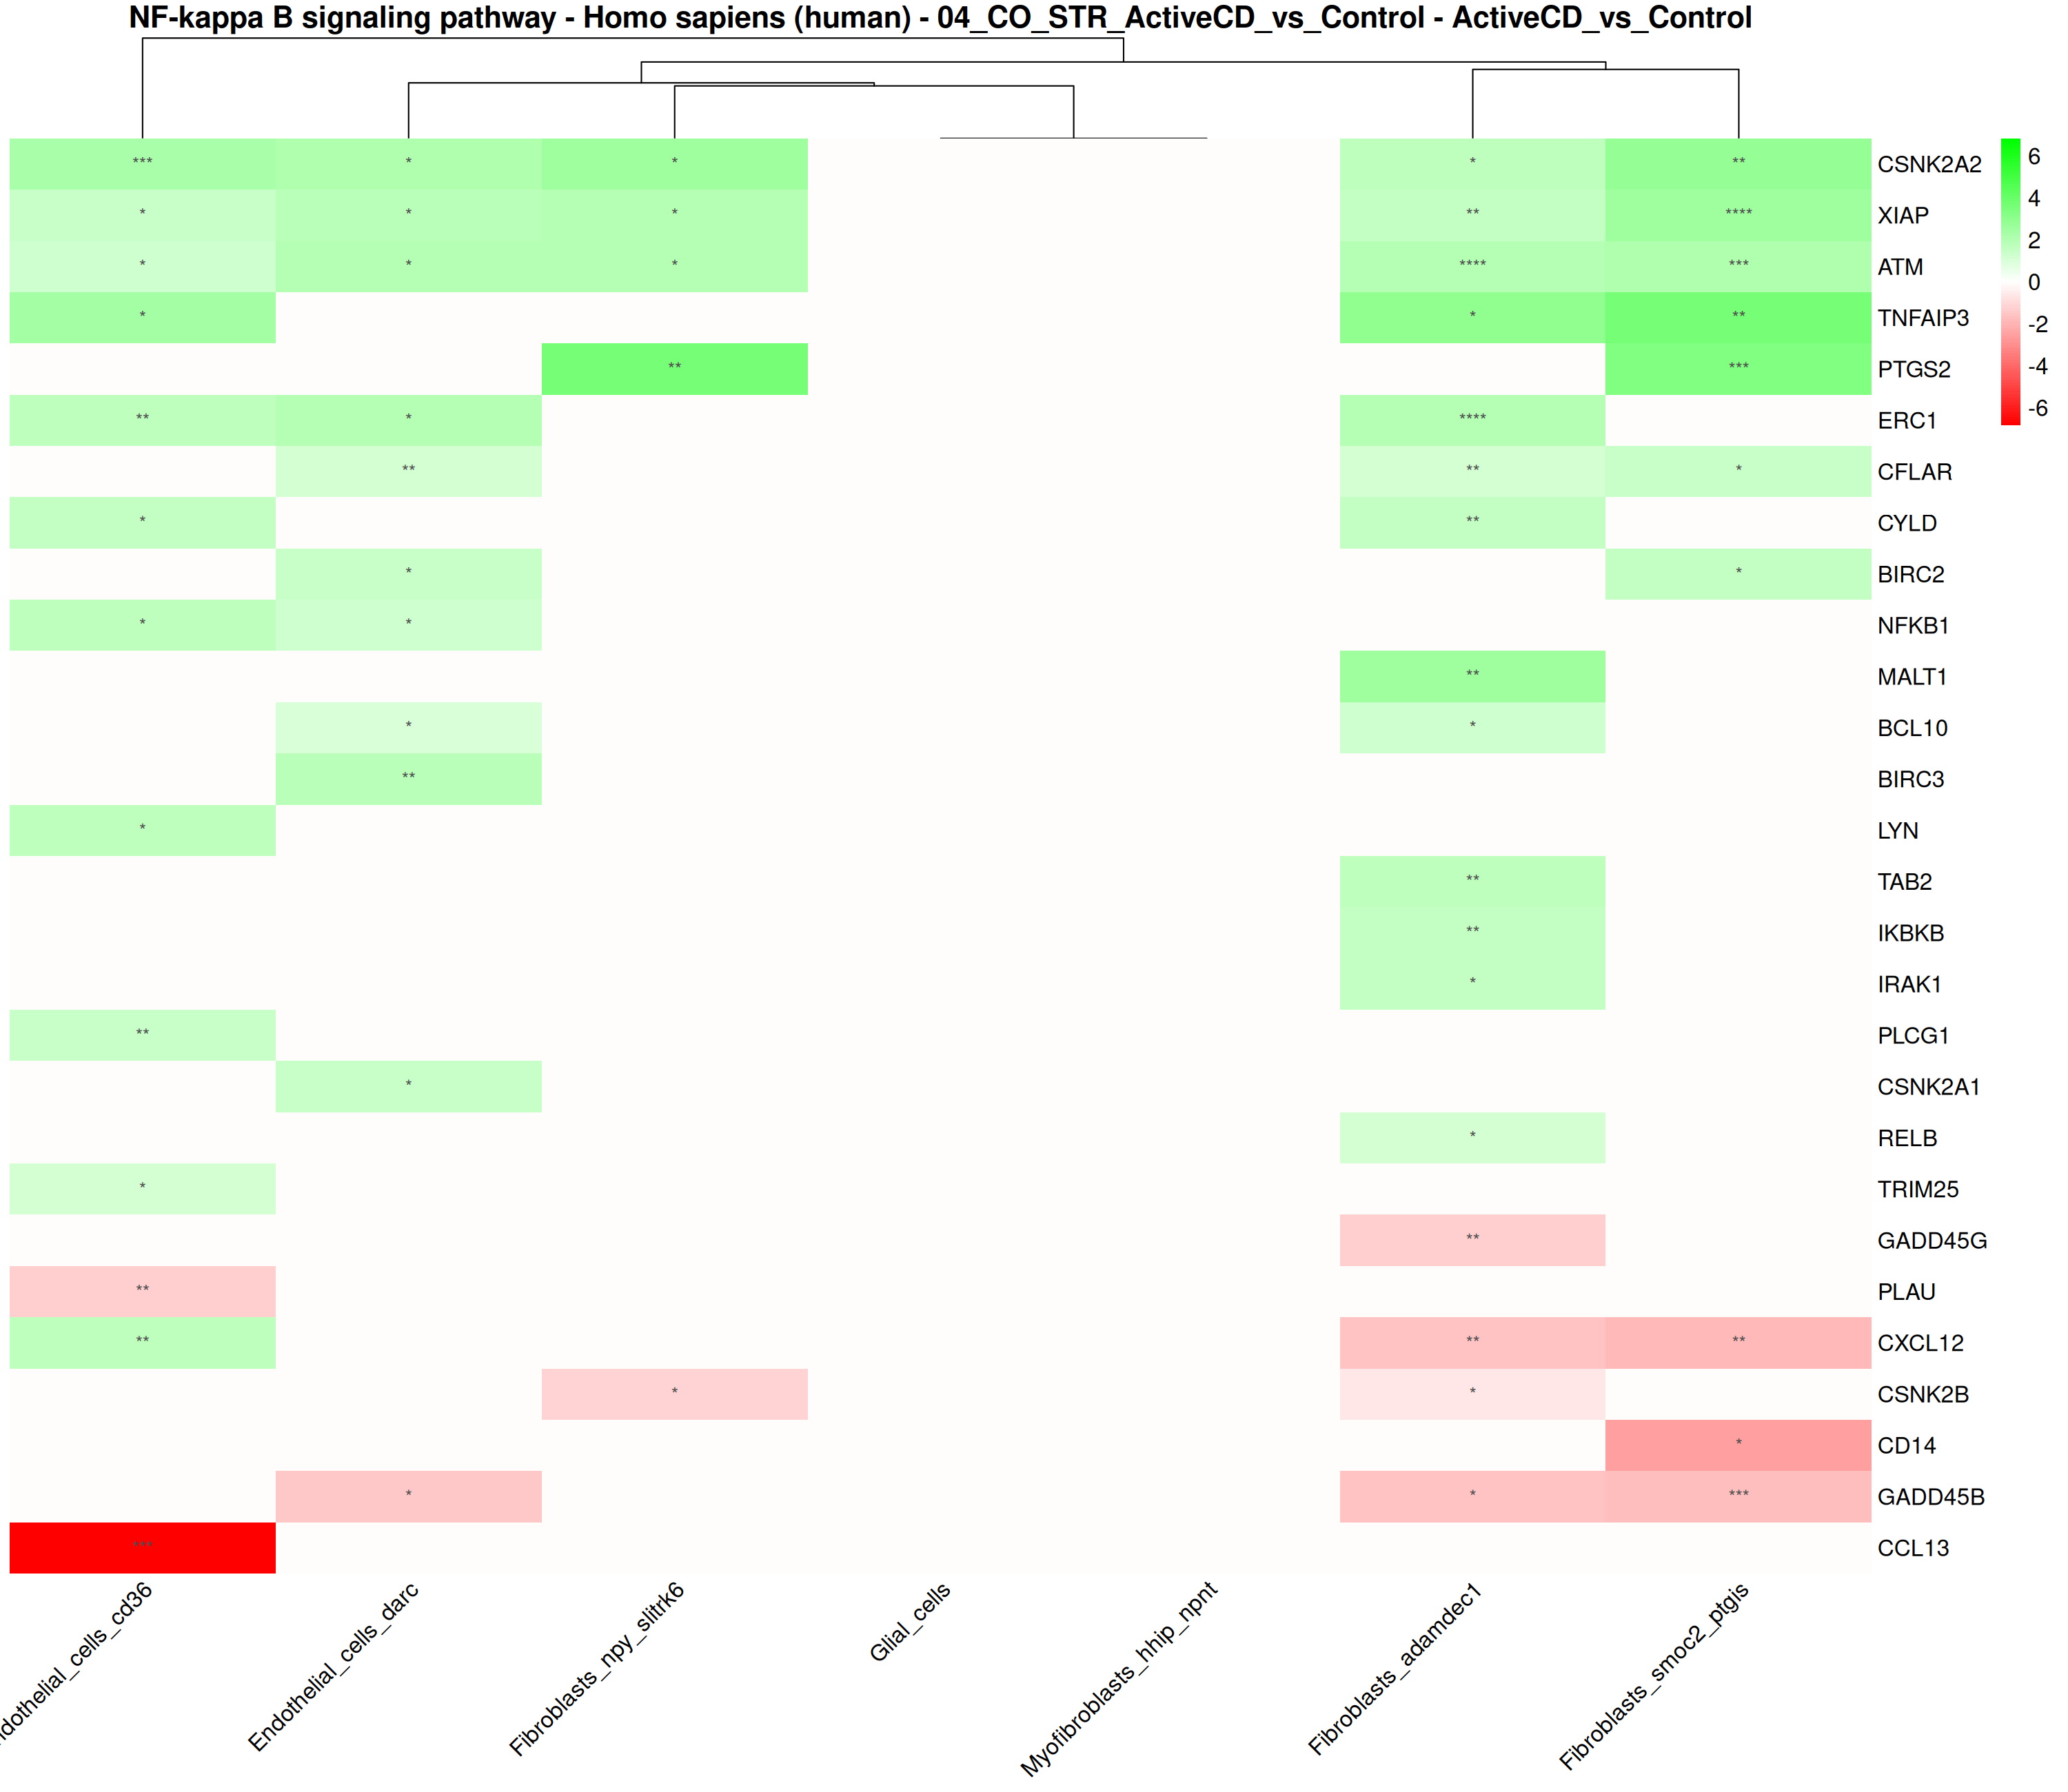 NF-kappa B signaling pathway - Homo sapiens (human) - 04_CO_STR_ActiveCD_vs_Control - ActiveCD_vs_Control
*** * * * ** CSNK2A2
* * * ** **** XIAP
* * * **** *** ATM
* * ** TNFAIP3
** *** PTGS2
** * **** ERC1
** ** * CFLAR
* ** CYLD
* * BIRC2
* * NFKB1
** MALT1
* * BCL10
** BIRC3
* LYN
** TAB2
** IKBKB
* IRAK1
** PLCG1
* CSNK2A1
* RELB
* TRIM25
** GADD45G
** PLAU
** ** ** CXCL12
* * CSNK2B
* CD14
* * *** GADD45B
*** CCL13
6
4
2
0
-2
-4
-6
ndothelial_cells_cd36
Endothelial_cells_darc
Fibroblasts_npy_slitrk6
Glial_cells
Myofibroblasts_hhip_npnt
Fibroblasts_adamdec1
Fibroblasts_smoc2_ptgis